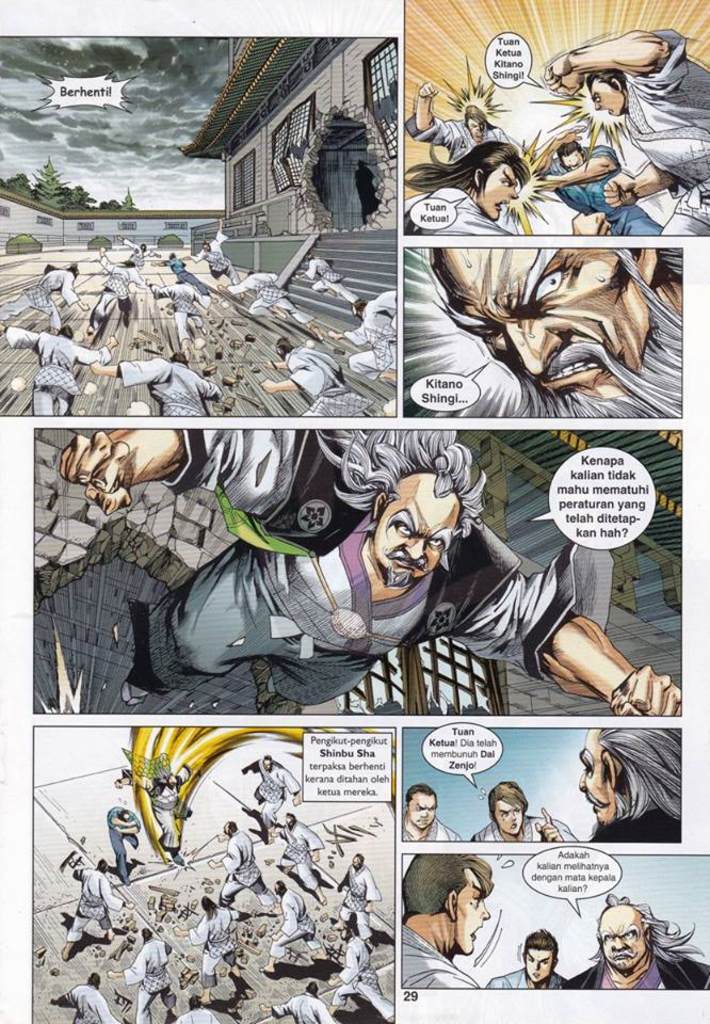 Berhenti!
Tuan
Ketua
Kitano
Shingi!
Tuan
Ketua!
Kitano
Shingi...
Kenapa
kalian tidak
mahu mematuhi
peraturan yang
telah ditetap-
kan hah?
Pengikut-pengikut
Shinbu Sha
terpaksa berhenti
kerana ditahan oleh
ketua mereka.
Tuan
Ketua! Dia telah
membunuh Dai
Zenjo!
Adakah
kalian melihatnya
dengan mata kepala
kalian?
29